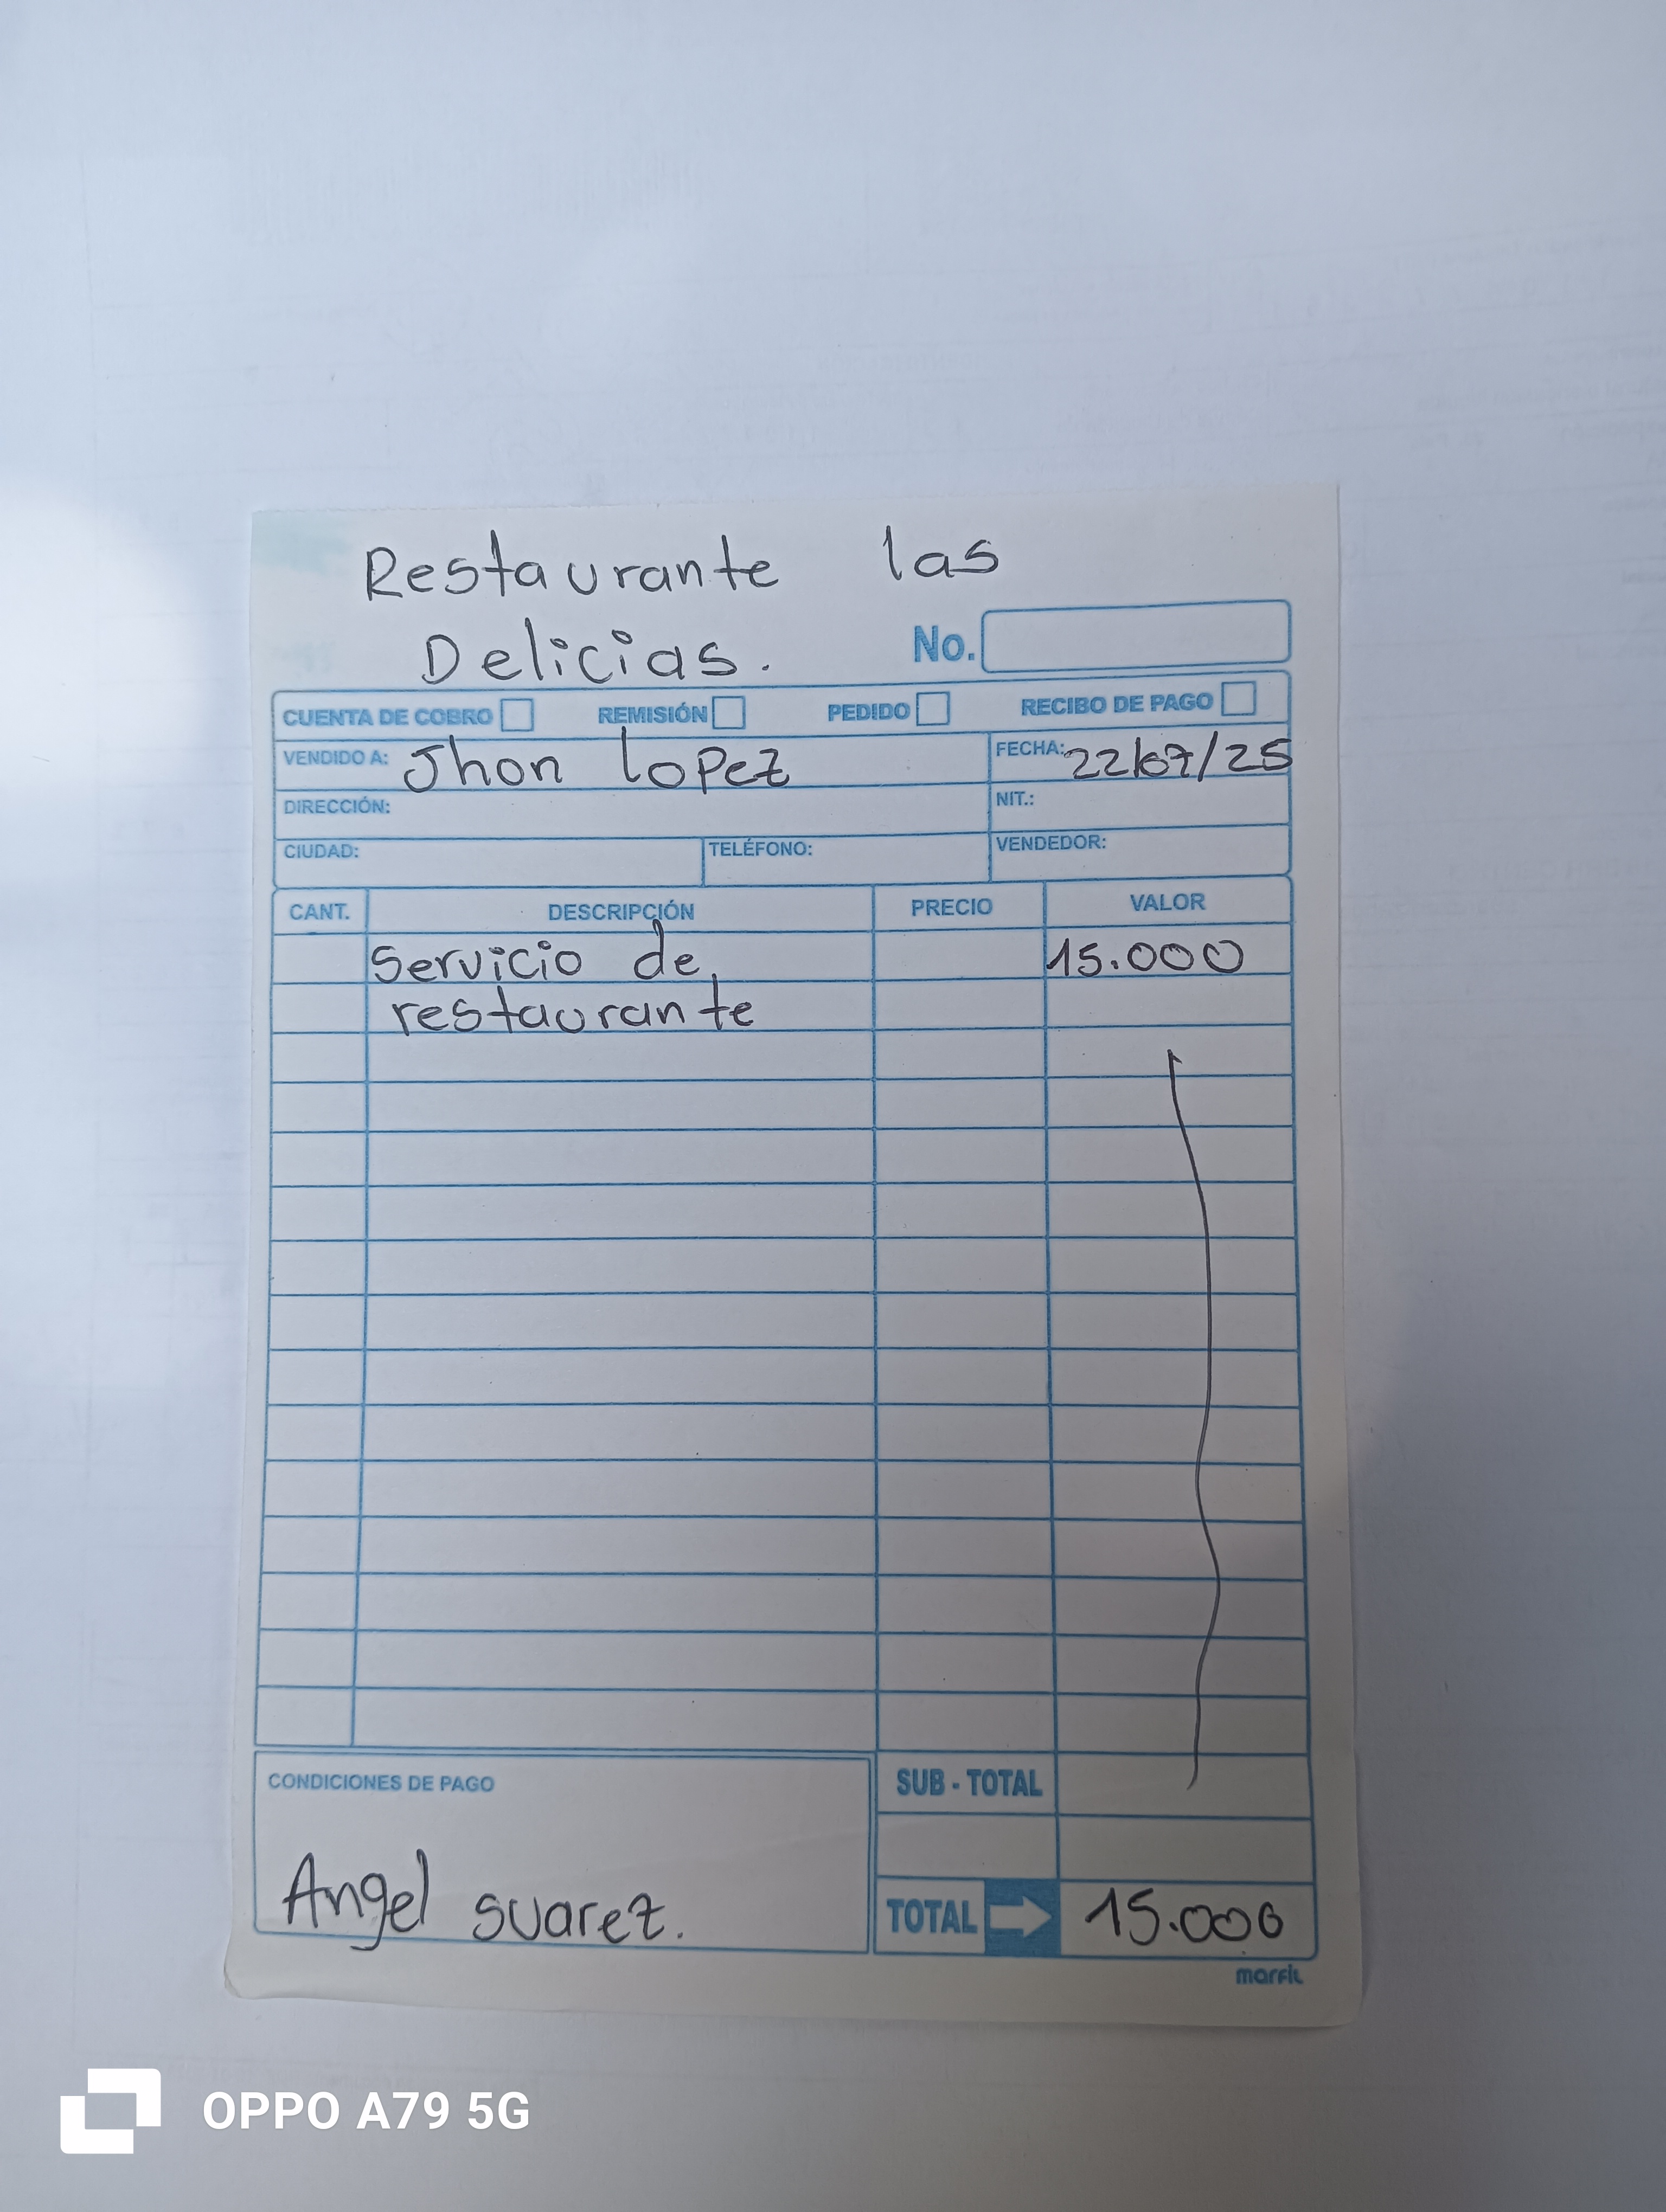 Restaurante las
Delicias.
No.
CUENTA DE COBRO REMISIÓN PEDIDO RECIBO DE PAGO
VENDIDO A: Jhon lopez FECHA: 22/07/25
DIRECCIÓN: NIT.:
CIUDAD: TELÉFONO: VENDEDOR:
CANT. DESCRIPCIÓN PRECIO VALOR
Servicio de 15.000
restaurante
CONDICIONES DE PAGO SUB - TOTAL
Angel suarez. TOTAL 15.000
marfil
OPPO A79 5G